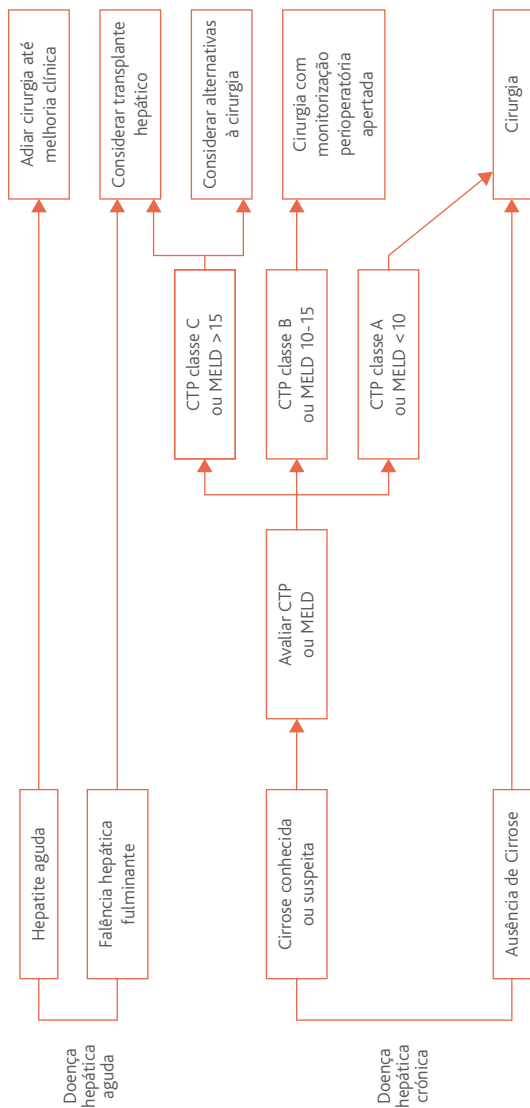 Doença
hepática
aguda
Hepatite aguda
Adiar cirurgia até
melhoria clínica
Falência hepática
fulminante
Considerar transplante
hepático
Considerar alternativas
à cirurgia
Doença
hepática
crónica
Cirrose conhecida
ou suspeita
Avaliar CTP
ou MELD
CTP classe C
ou MELD >15
CTP classe B
ou MELD 10-15
Cirurgia com
monitorização
perioperatória
apertada
CTP classe A
ou MELD <10
Ausência de Cirrose
Cirurgia